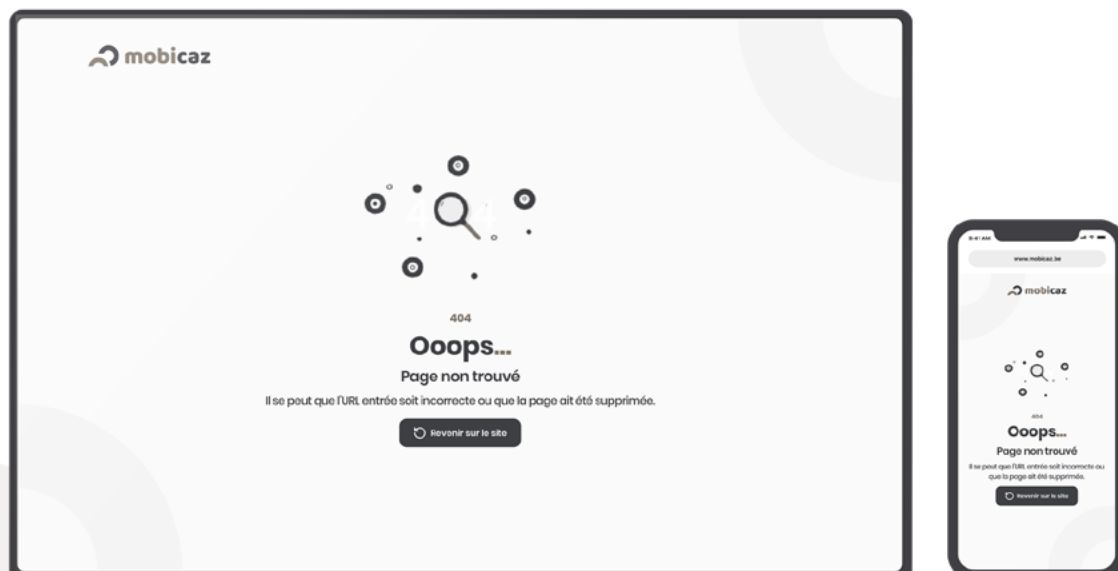 mobicaz
4 4
404
Ooops...
Page non trouvé
Il se peut que l'URL entrée soit incorrecte ou que la page ait été supprimée.
Revenir sur le site
9:41 AM
www.mobicaz.be
mobicaz
404
Ooops...
Page non trouvé
Il se peut que l'URL entrée soit incorrecte ou
que la page ait été supprimée.
Revenir sur le site